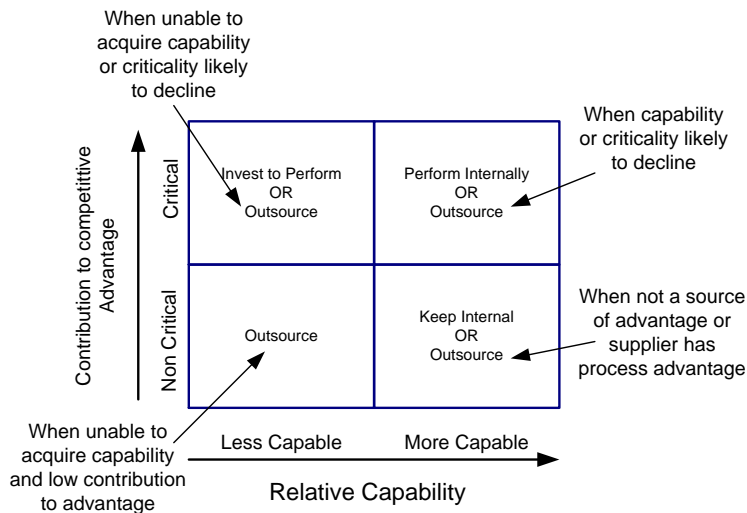 When unable to
acquire capability
or criticality likely
to decline
When capability
or criticality likely
to decline
Contribution to competittive
Advantage
Critical
Non Critical
Invest to Perform
OR
Outsource
Perform Internally
OR
Outsource
Outsource
Keep Internal
OR
Outsource
When not a source
of advantage or
supplier has
process advantage
When unable to
acquire capability
and low contribution
to advantage
Less Capable
More Capable
Relative Capability